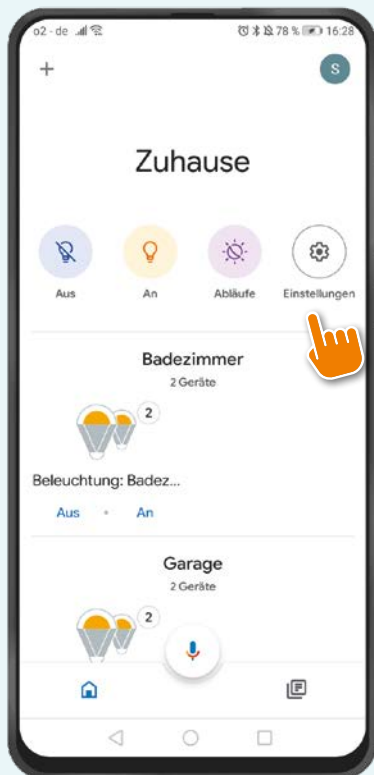 o2 - de 78 % 16:28
S
Zuhause
Aus An Abläufe Einstellungen
Badezimmer
2 Geräte
2
Beleuchtung: Badez...
Aus • An
Garage
2 Geräte
2